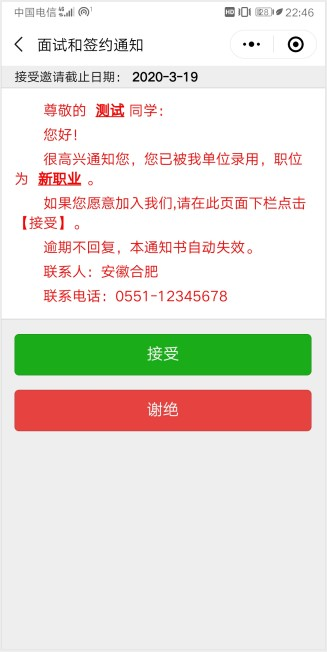 中国电信 HD 22:46
面试和签约通知
接受邀请截止日期： 2020-3-19
尊敬的 测试 同学：
您好！
很高兴通知您，您已被我单位录用，职位
为 新职业 。
如果您愿意加入我们,请在此页面下栏点击
【接受】。
逾期不回复，本通知书自动失效。
联系人：安徽合肥
联系电话：0551-12345678
接受
谢绝